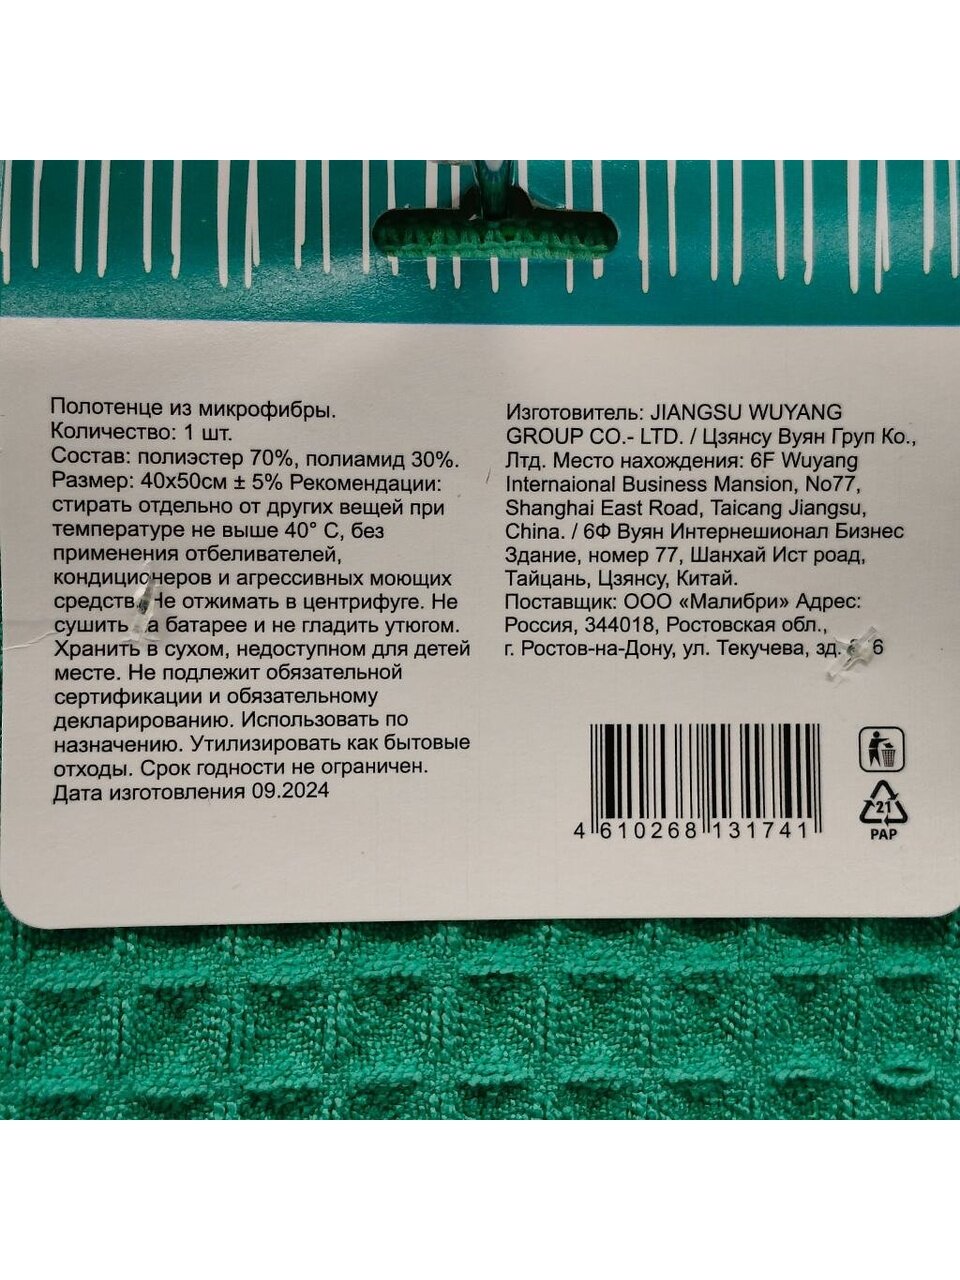 Полотенце из микрофибры.
Количество: 1 шт.
Состав: полиэстер 70%, полиамид 30%.
Размер: 40х50см ± 5% Рекомендации:
стирать отдельно от других вещей при
температуре не выше 40° С, без
применения отбеливателей,
кондиционеров и агрессивных моющих
средств. Не отжимать в центрифуге. Не
сушить на батарее и не гладить утюгом.
Хранить в сухом, недоступном для детей
месте. Не подлежит обязательной
сертификации и обязательному
декларированию. Использовать по
назначению. Утилизировать как бытовые
отходы. Срок годности не ограничен.
Дата изготовления 09.2024
Изготовитель: JIANGSU WUYANG
GROUP CO.- LTD. / Цзянсу Вуян Груп Ко.,
Лтд. Место нахождения: 6F Wuyang
Internaional Business Mansion, No77,
Shanghai East Road, Taicang Jiangsu,
China. / 6Ф Вуян Интернешионал Бизнес
Здание, номер 77, Шанхай Ист роад,
Тайцань, Цзянсу, Китай.
Поставщик: ООО «Малибри» Адрес:
Россия, 344018, Ростовская обл.,
г. Ростов-на-Дону, ул. Текучева, зд.
4 610268 131741
21
PAP